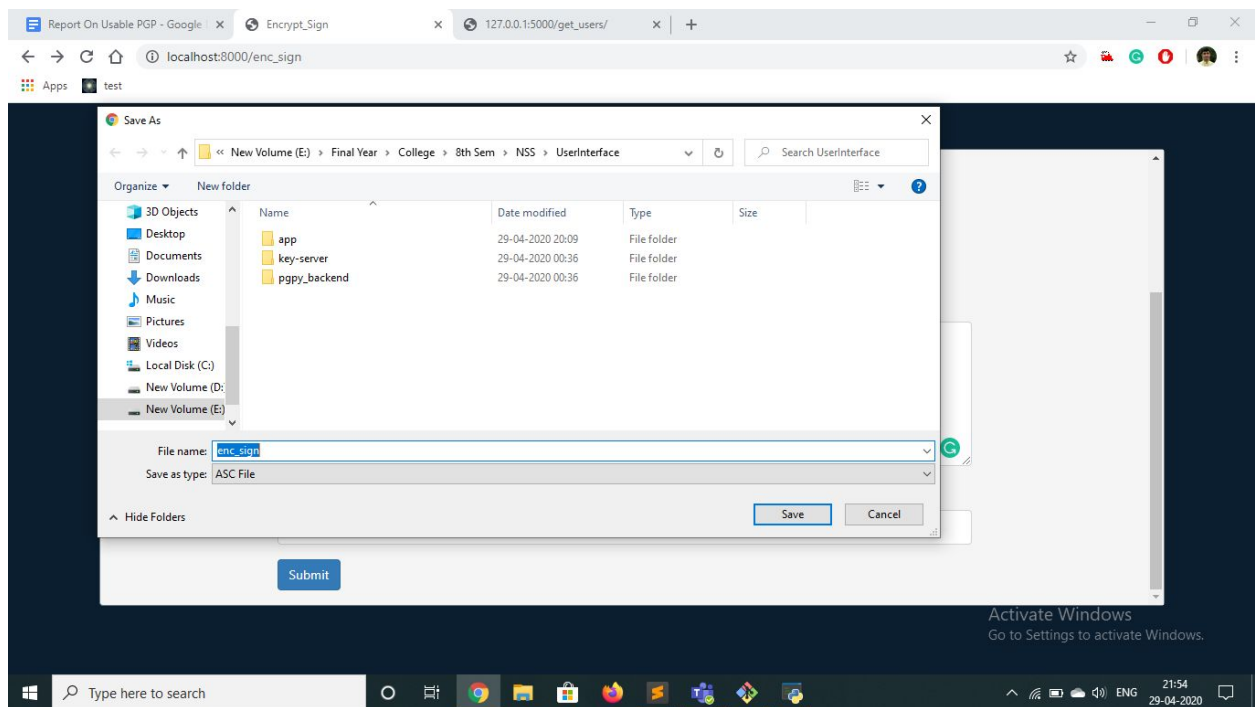 Report On Usable PGP - Google
Encrypt_Sign
127.0.0.1:5000/get_users/
localhost:8000/enc_sign
Apps
test
Save As
« New Volume (E:) › Final Year › College › 8th Sem › NSS › UserInterface
Search UserInterface
Organize
New folder
3D Objects
Desktop
Documents
Downloads
Music
Pictures
Videos
Local Disk (C:)
New Volume (D:
New Volume (E:)
Name Date modified Type Size
app 29-04-2020 20:09 File folder
key-server 29-04-2020 00:36 File folder
pgpy_backend 29-04-2020 00:36 File folder
File name: enc_sign
Save as type: ASC File
Hide Folders
Save
Cancel
Submit
Activate Windows
Go to Settings to activate Windows.
Type here to search
ENG
21:54
29-04-2020